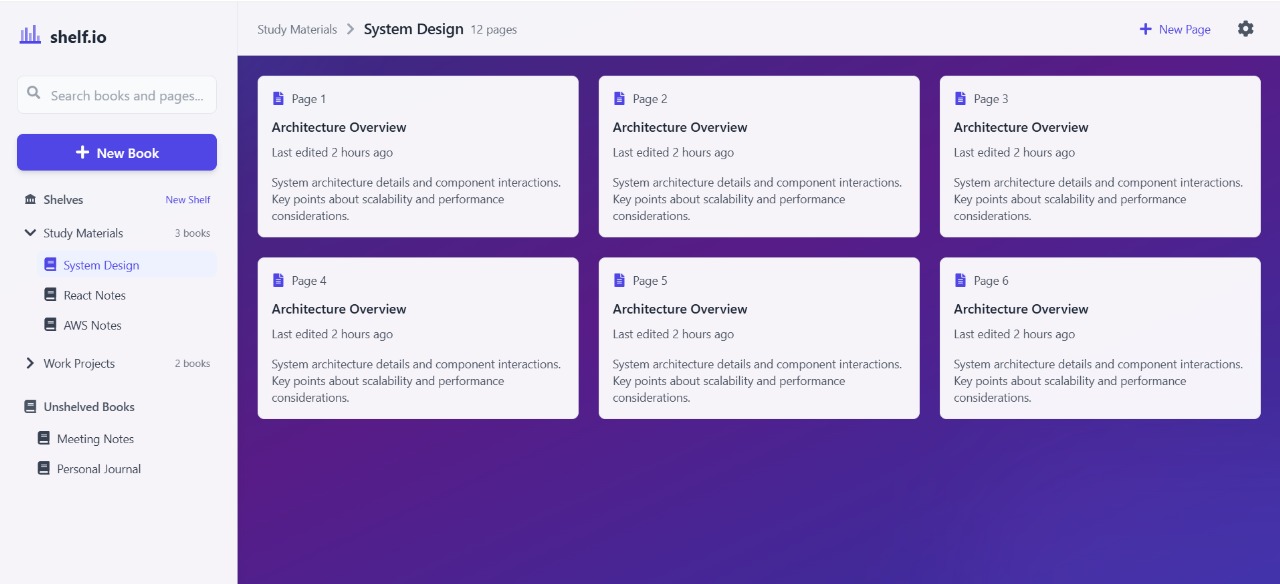 shelf.io
Search books and pages...
New Book
Shelves New Shelf
Study Materials 3 books
System Design
React Notes
AWS Notes
Work Projects 2 books
Unshelved Books
Meeting Notes
Personal Journal
Study Materials System Design 12 pages
New Page
Page 1
Architecture Overview
Last edited 2 hours ago
System architecture details and component interactions.
Key points about scalability and performance
considerations.
Page 2
Architecture Overview
Last edited 2 hours ago
System architecture details and component interactions.
Key points about scalability and performance
considerations.
Page 3
Architecture Overview
Last edited 2 hours ago
System architecture details and component interactions.
Key points about scalability and performance
considerations.
Page 4
Architecture Overview
Last edited 2 hours ago
System architecture details and component interactions.
Key points about scalability and performance
considerations.
Page 5
Architecture Overview
Last edited 2 hours ago
System architecture details and component interactions.
Key points about scalability and performance
considerations.
Page 6
Architecture Overview
Last edited 2 hours ago
System architecture details and component interactions.
Key points about scalability and performance
considerations.